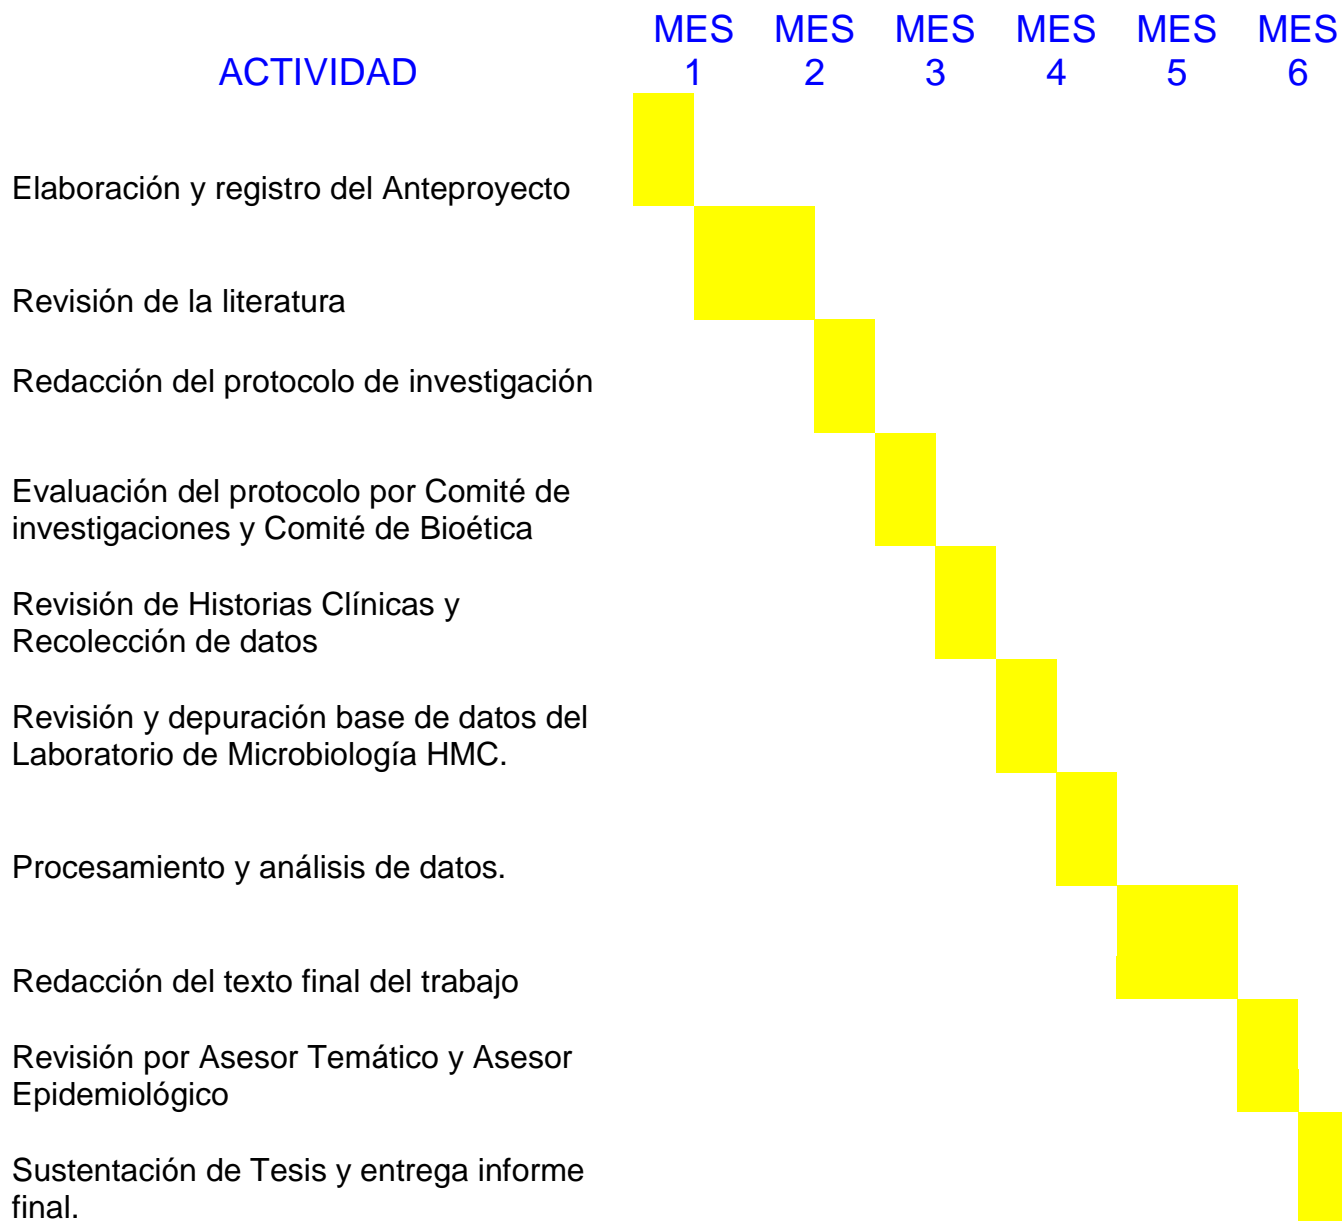 MES MES MES MES MES MES
ACTIVIDAD 1 2 3 4 5 6
Elaboración y registro del Anteproyecto
Revisión de la literatura
Redacción del protocolo de investigación
Evaluación del protocolo por Comité de
investigaciones y Comité de Bioética
Revisión de Historias Clínicas y
Recolección de datos
Revisión y depuración base de datos del
Laboratorio de Microbiología HMC.
Procesamiento y análisis de datos.
Redacción del texto final del trabajo
Revisión por Asesor Temático y Asesor
Epidemiológico
Sustentación de Tesis y entrega informe
final.